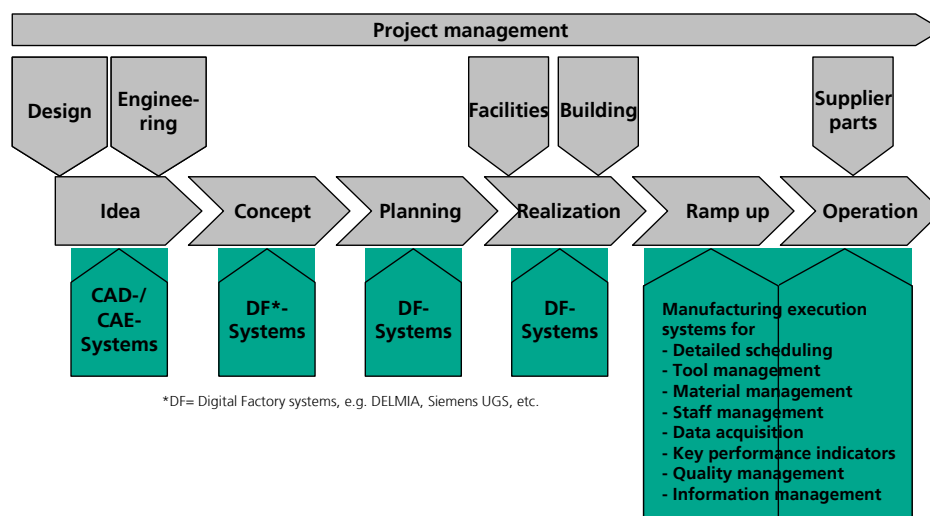 Project management
Design
Enginee-
ring
Facilities
Building
Supplier
parts
Idea
Concept
Planning
Realization
Ramp up
Operation
CAD-/
CAE-
Systems
DF*-
Systems
DF-
Systems
DF-
Systems
Manufacturing execution
systems for
- Detailed scheduling
- Tool management
- Material management
- Staff management
- Data acquisition
- Key performance indicators
- Quality management
- Information management
*DF= Digital Factory systems, e.g. DELMIA, Siemens UGS, etc.